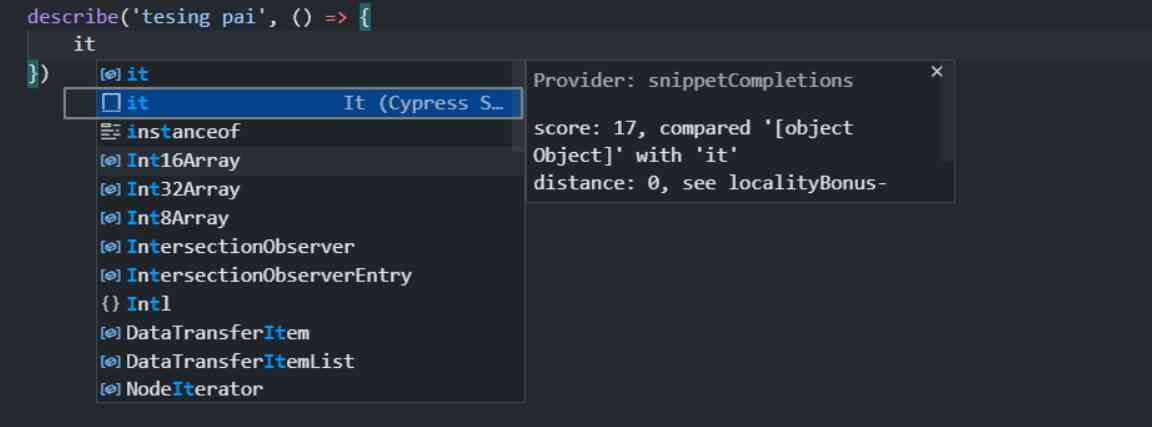 describe('tesing pai', () => {
it
})
it
it It (Cypress S…
instanceof
Int16Array
Int32Array
Int8Array
IntersectionObserver
IntersectionObserverEntry
{} Intl
DataTransferItem
DataTransferItemList
NodeIterator
Provider: snippetCompletions
score: 17, compared '[object
Object]' with 'it'
distance: 0, see localityBonus-